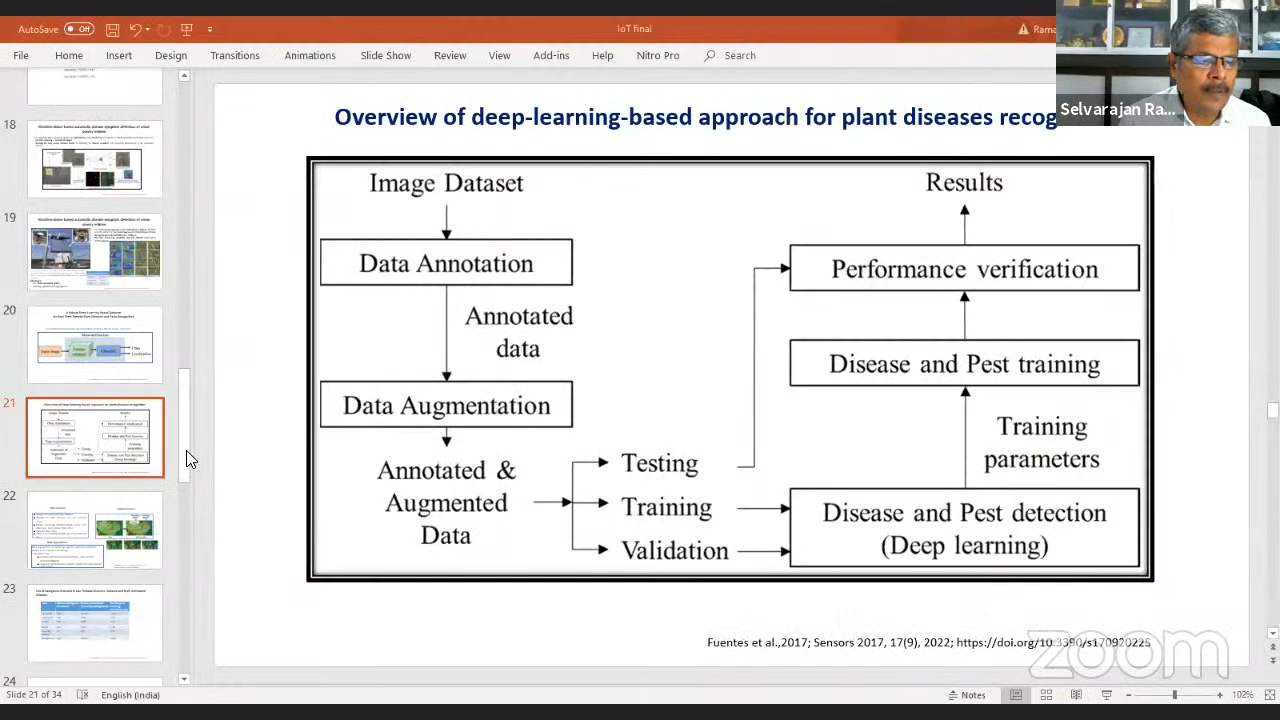 AutoSave
Off
IoT final
Rama
File Home Insert Design Transitions Animations Slide Show Review View Add-ins Help Nitro Pro Search
Selvarajan Ra...
18
19
20
21
22
23
24
Overview of deep-learning-based approach for plant diseases recog
Image Dataset
Data Annotation
Annotated
data
Data Augmentation
Annotated &
Augmented
Data
Testing
Training
Validation
Results
Performance verification
Disease and Pest training
Training
parameters
Disease and Pest detection
(Deep learning)
Fuentes et al.,2017; Sensors 2017, 17(9), 2022; https://doi.org/10.3390/s170920225
zoom
Slide 21 of 34 English (India)
Notes
102%